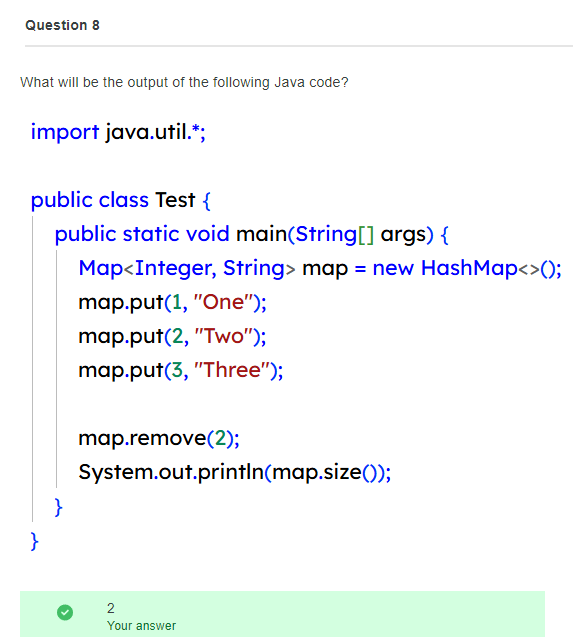 Question 8
What will be the output of the following Java code?
import java.util.*;
public class Test {
public static void main(String[] args) {
Map<Integer, String> map = new HashMap<>();
map.put(1, "One");
map.put(2, "Two");
map.put(3, "Three");
map.remove(2);
System.out.println(map.size());
}
}
2
Your answer